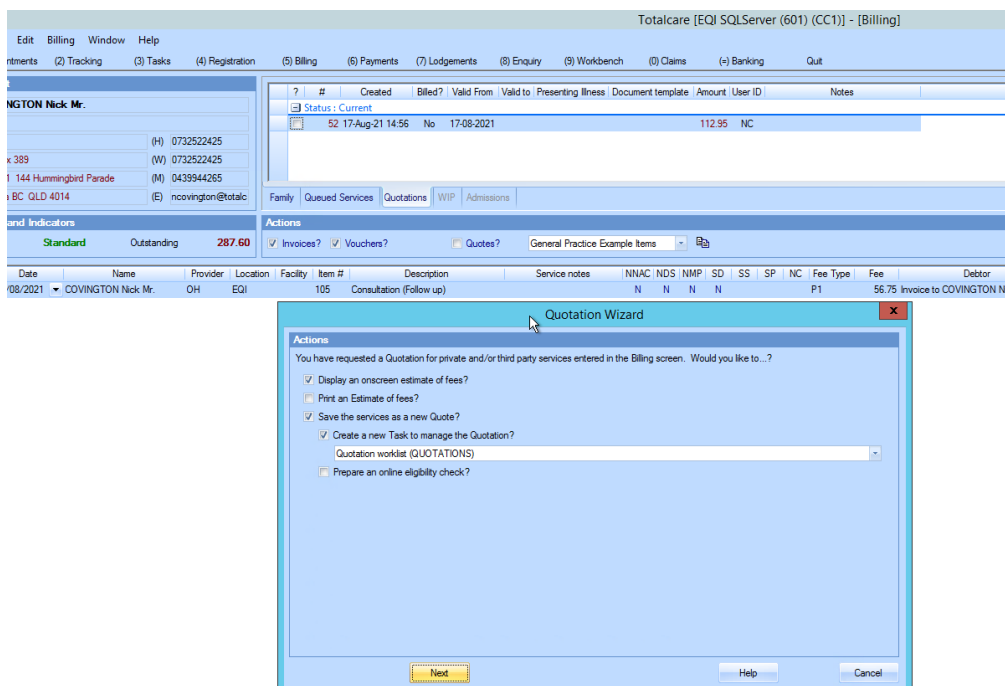 Totalcare [EQI SQLServer (601) (CC1)] - [Billing]
Edit Billing Window Help
ntments (2) Tracking (3) Tasks (4) Registration (5) Billing (6) Payments (7) Lodgements (8) Enquiry (9) Workbench (0) Claims (=) Banking Quit
? # Created Billed? Valid From Valid to Presenting Illness Document template Amount User ID Notes
NGTON Nick Mr.
Status : Current
52 17-Aug-21 14:56 No 17-08-2021 112.95 NC
(H) 0732522425
x 389 (W) 0732522425
1 144 Hummingbird Parade (M) 0439944265
a BC QLD 4014 (E) ncovington@totalc
Family Queued Services Quotations WIP Admissions
and Indicators Actions
Standard Outstanding 287.60 Invoices? Vouchers? Quotes? General Practice Example Items
Date Name Provider Location Facility Item # Description Service notes NNAC NDS NMP SD SS SP NC Fee Type Fee Debtor
/08/2021 COVINGTON Nick Mr. OH EQI 105 Consultation (Follow up) N N N N P1 56.75 Invoice to COVINGTON N
Quotation Wizard
x
Actions
You have requested a Quotation for private and/or third party services entered in the Billing screen. Would you like to...?
Display an onscreen estimate of fees?
Print an Estimate of fees?
Save the services as a new Quote?
Create a new Task to manage the Quotation?
Quotation worklist (QUOTATIONS)
Prepare an online eligibility check?
Next Help Cancel